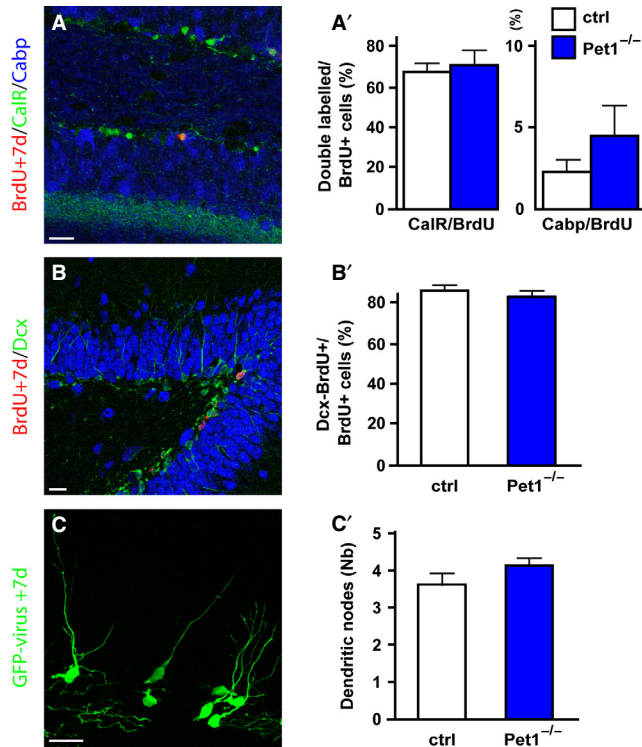 A
BrdU+7d/CalR/Cabp
A′
Double labelled/
BrdU+ cells (%)
80
60
40
20
0
CalR/BrdU
(%)
10
5
0
Cabp/BrdU
ctrl
Pet1−/−
B
BrdU+7d/Dcx
B′
Dcx-BrdU+/
BrdU+ cells (%)
80
60
80
40
20
0
ctrl
Pet1−/−
C
GFP-virus +7d
C′
Dendritic nodes (Nb)
5
4
3
2
1
0
ctrl
Pet1−/−